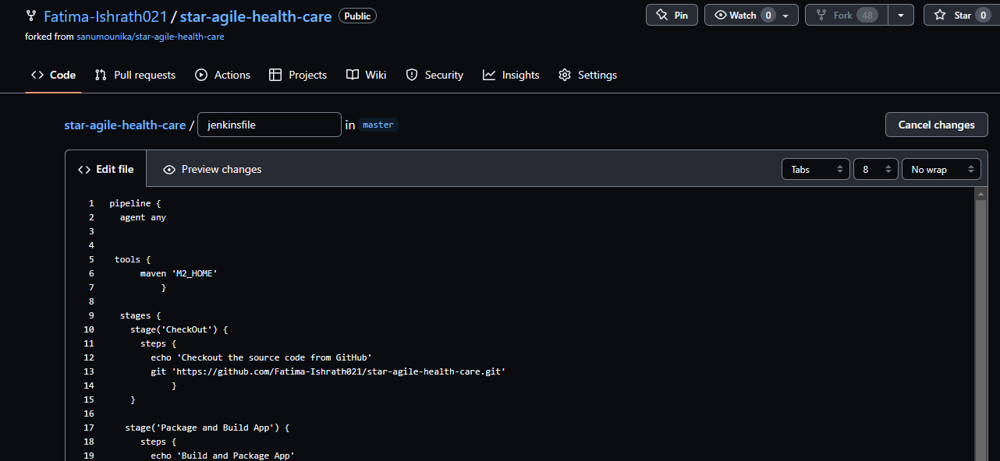 Fatima-Ishrath021 / star-agile-health-care Public Pin Watch 0 Fork 48 Star 0
forked from sanumounika/star-agile-health-care
Code Pull requests Actions Projects Wiki Security Insights Settings
star-agile-health-care / jenkinsfile in master Cancel changes
<> Edit file Preview changes Tabs 8 No wrap
1 pipeline {
2 agent any
3
4
5 tools {
6 maven 'M2_HOME'
7 }
8
9 stages {
10 stage('CheckOut') {
11 steps {
12 echo 'Checkout the source code from GitHub'
13 git 'https://github.com/Fatima-Ishrath021/star-agile-health-care.git'
14 }
15 }
16
17 stage('Package and Build App') {
18 steps {
19 echo 'Build and Package App'